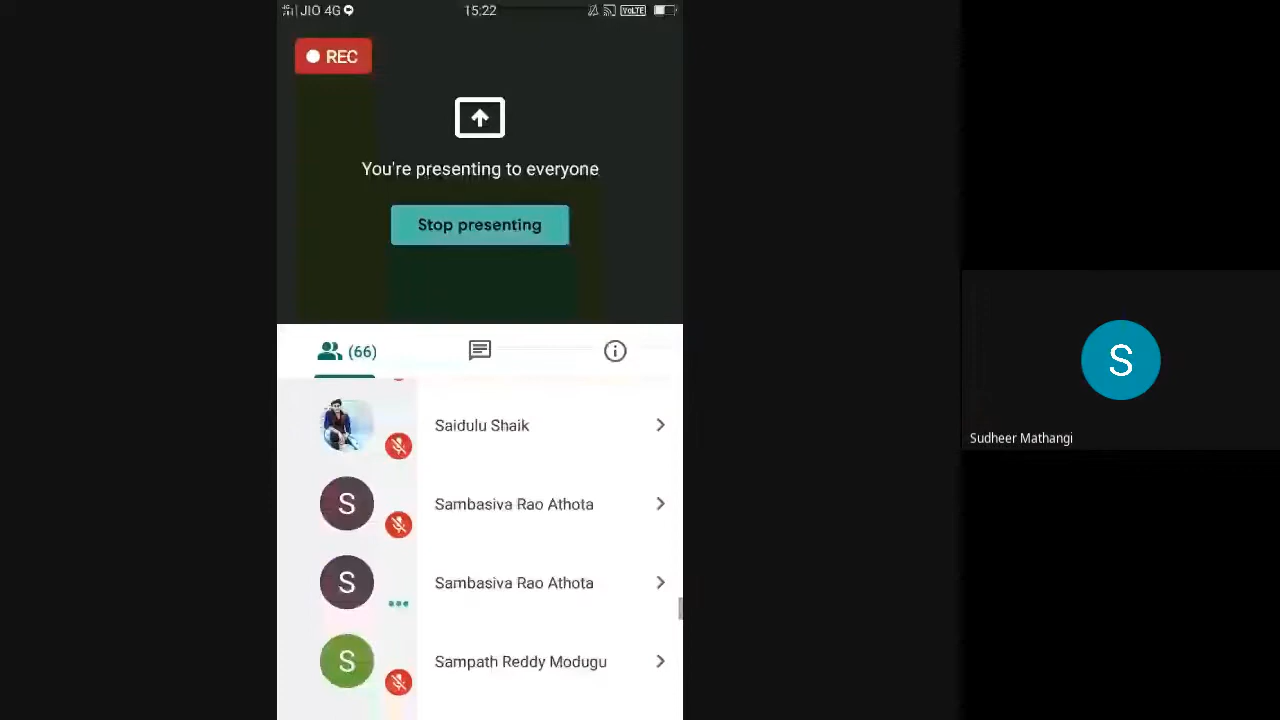 JIO 4G 15:22 VoLTE
REC
You're presenting to everyone
Stop presenting
(66)
Saidulu Shaik
S Sambasiva Rao Athota
S Sambasiva Rao Athota
S Sampath Reddy Modugu
S
Sudheer Mathangi